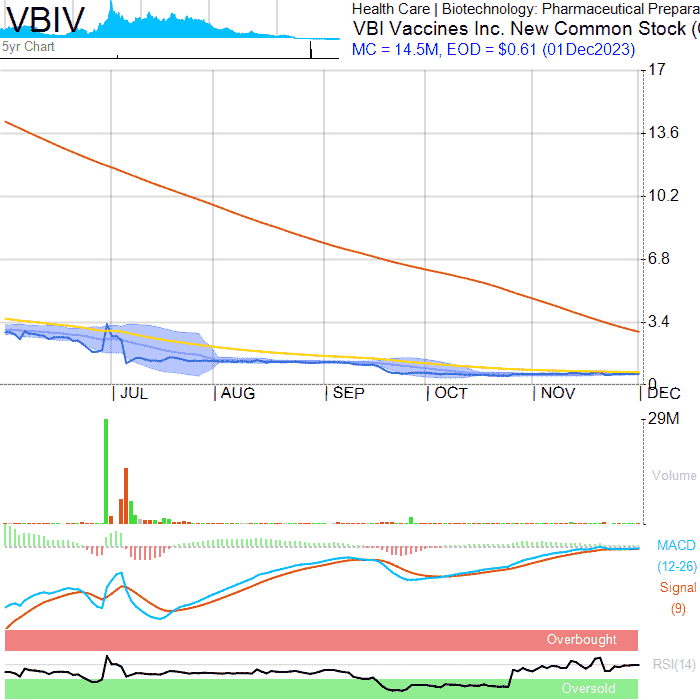 VBIV
5yr Chart
Health Care | Biotechnology: Pharmaceutical Prepara
VBI Vaccines Inc. New Common Stock (
MC = 14.5M, EOD = $0.61 (01Dec2023)
17
13.6
10.2
6.8
3.4
0
JUL AUG SEP OCT NOV DEC
29M
Volume
MACD
(12-26)
Signal
(9)
Overbought
RSI(14)
Oversold